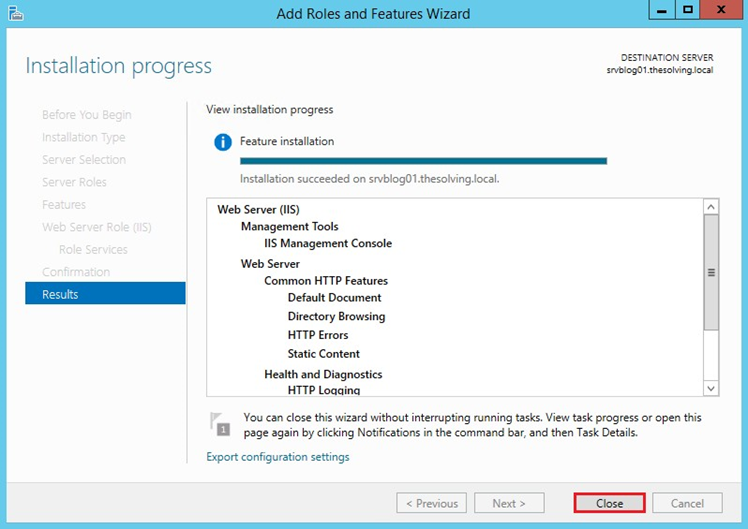 Add Roles and Features Wizard
Installation progress
DESTINATION SERVER
srvblog01.thesolving.local
Before You Begin
Installation Type
Server Selection
Server Roles
Features
Web Server Role (IIS)
Role Services
Confirmation
Results
View installation progress
Feature installation
Installation succeeded on srvblog01.thesolving.local.
Web Server (IIS)
Management Tools
IIS Management Console
Web Server
Common HTTP Features
Default Document
Directory Browsing
HTTP Errors
Static Content
Health and Diagnostics
HTTP Logging
1
You can close this wizard without interrupting running tasks. View task progress or open this
page again by clicking Notifications in the command bar, and then Task Details.
Export configuration settings
< Previous
Next >
Close
Cancel